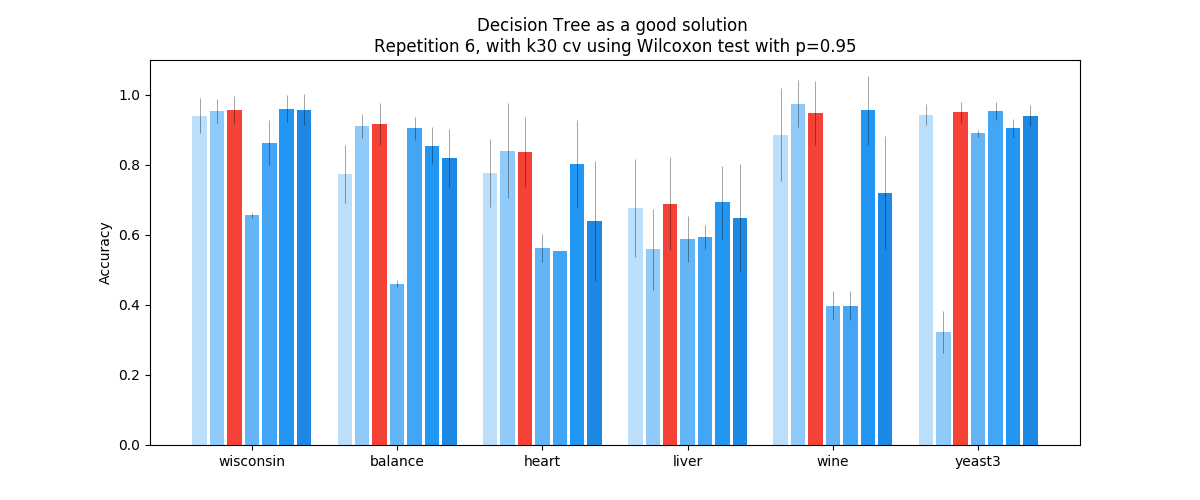 Decision Tree as a good solution
Repetition 6, with k30 cv using Wilcoxon test with p=0.95
Accuracy
1.0
0.8
0.6
0.4
0.2
0.0
wisconsin balance heart liver wine yeast3